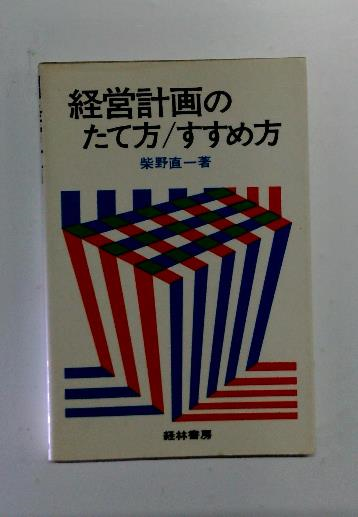 経営計画の
たて方/すすめ方
柴野直一著
経林書房